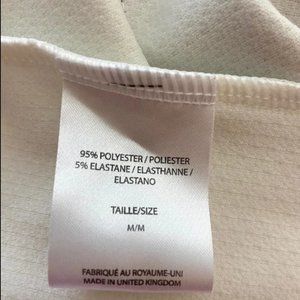 95% POLYESTER / POLIESTER
5% ELASTANE / ELASTHANNE /
ELASTANO
TAILLE/SIZE
M/M
FABRIQUÉ AU ROYAUME-UNI
MADE IN UNITED KINGDOM